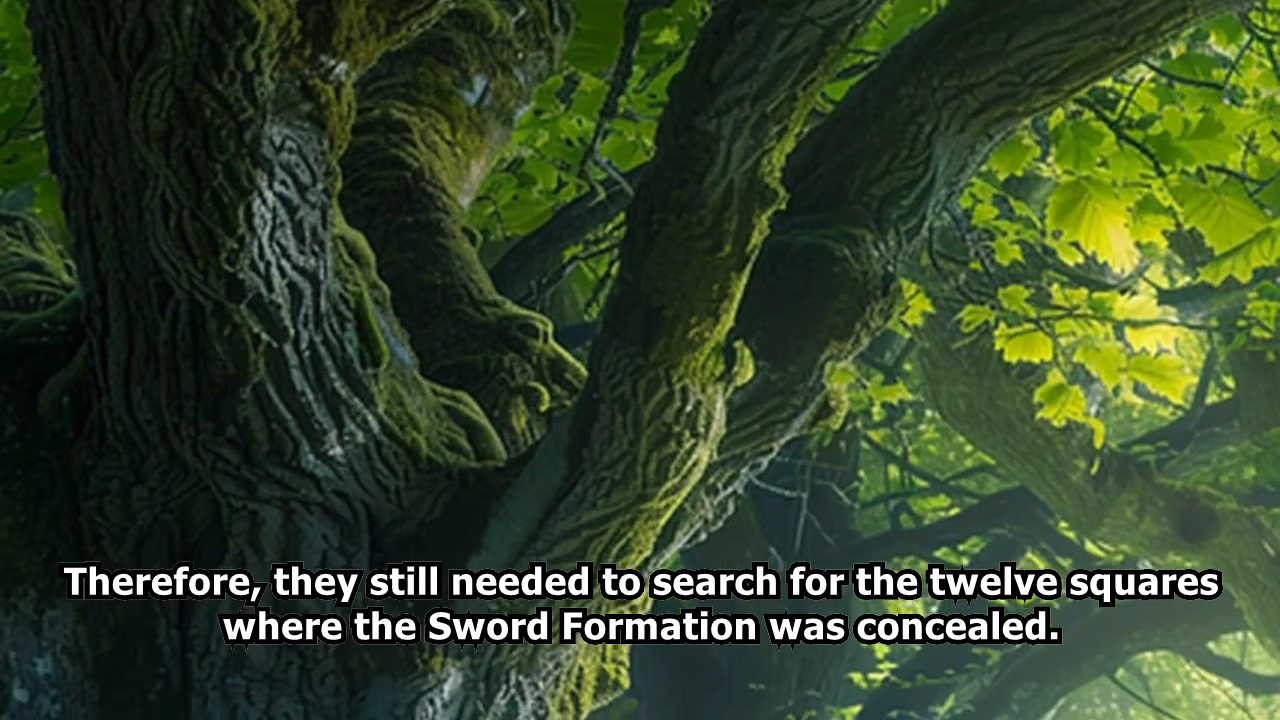 Therefore, they still needed to search for the twelve squares
where the Sword Formation was concealed.